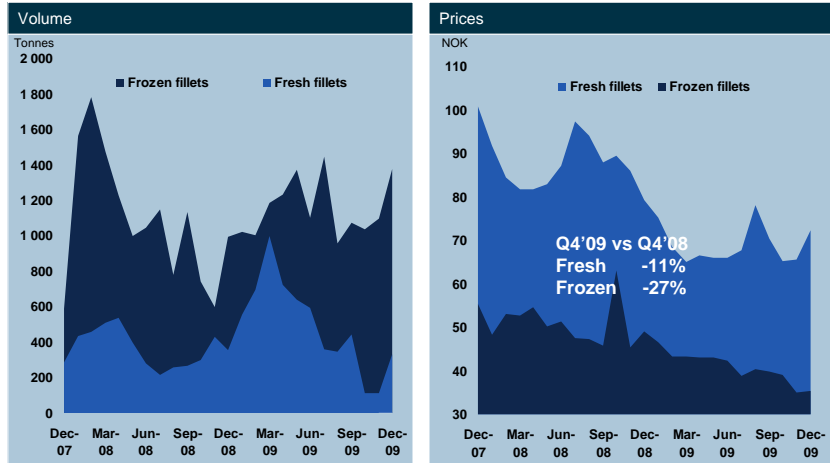 Volume
Tonnes
2 000
1 800
1 600
1 400
1 200
1 000
800
600
400
200
0
Frozen fillets Fresh fillets
Dec-07 Mar-08 Jun-08 Sep-08 Dec-08 Mar-09 Jun-09 Sep-09 Dec-09
Prices
NOK
110
100
90
80
70
60
50
40
30
Fresh fillets Frozen fillets
Q4'09 vs Q4'08
Fresh -11%
Frozen -27%
Dec-07 Mar-08 Jun-08 Sep-08 Dec-08 Mar-09 Jun-09 Sep-09 Dec-09